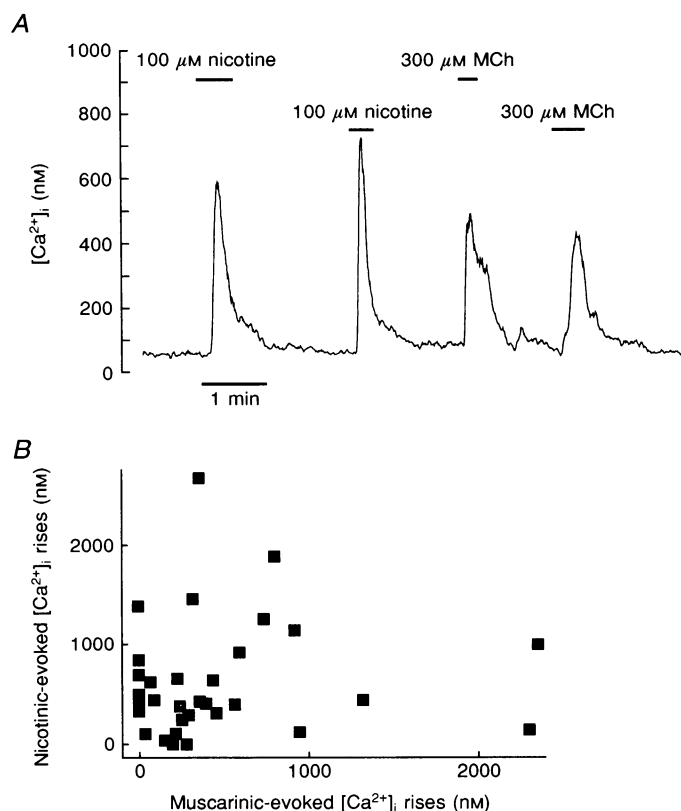 A
1000
100 μM nicotine
300 μM MCh
800
100 μM nicotine
300 μM MCh
600
[Ca²⁺]ᵢ (nM)
400
200
0
1 min
B
Nicotinic-evoked [Ca²⁺]ᵢ rises (nM)
2000
1000
0
0
1000
2000
Muscarinic-evoked [Ca²⁺]ᵢ rises (nM)